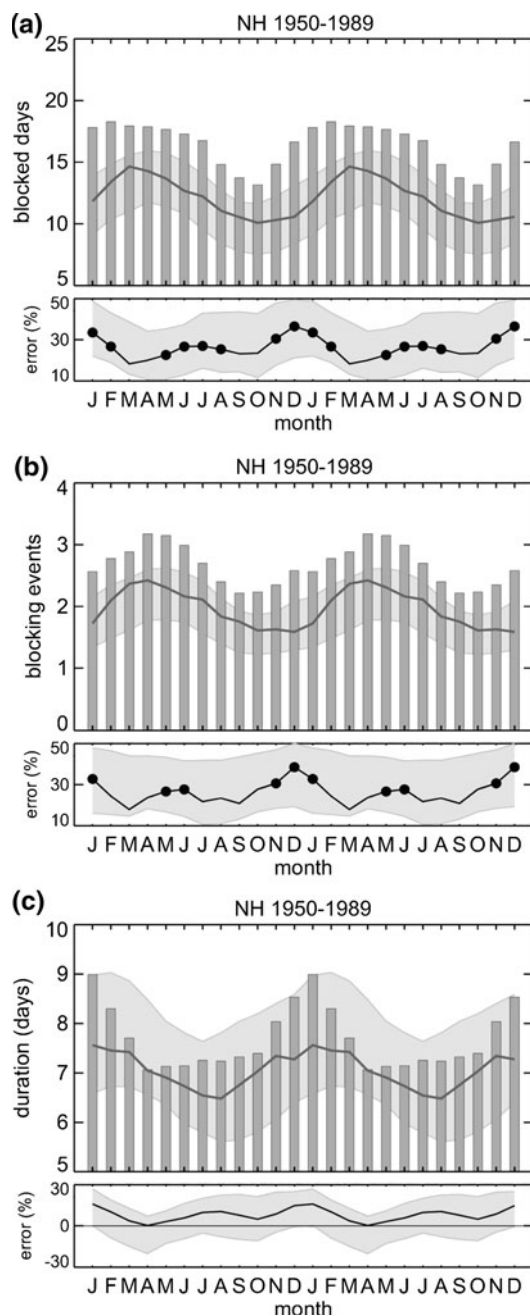 (a)
NH 1950-1989
25
20
15
10
5
blocked days
50
30
10
error (%)
J F M A M J J A S O N D J F M A M J J A S O N D
month
(b)
NH 1950-1989
4
3
2
1
0
blocking events
50
30
10
error (%)
J F M A M J J A S O N D J F M A M J J A S O N D
month
(c)
NH 1950-1989
10
9
8
7
6
5
duration (days)
30
0
-30
error (%)
J F M A M J J A S O N D J F M A M J J A S O N D
month